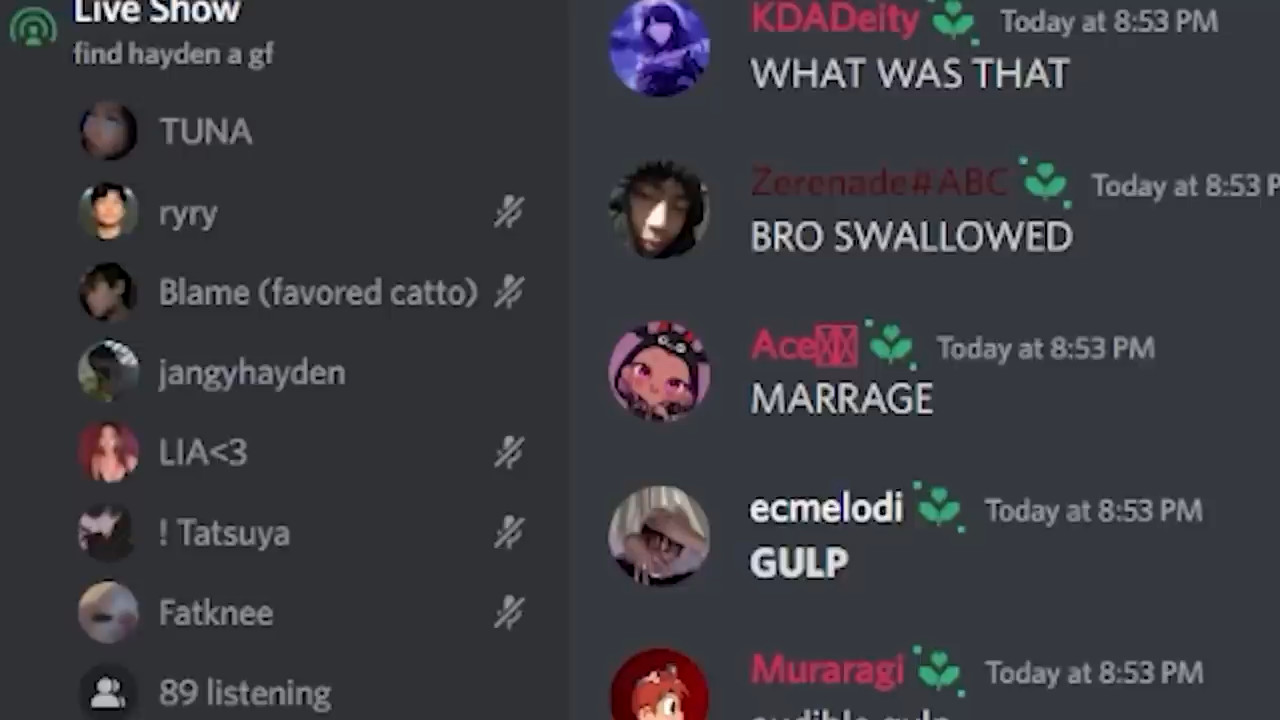 Live Show
find hayden a gf
TUNA
ryry
Blame (favored catto)
jangyhayden
LIA<3
! Tatsuya
Fatknee
89 listening
KDADeity Today at 8:53 PM
WHAT WAS THAT
Zerenade#ABC Today at 8:53 P
BRO SWALLOWED
Ace Today at 8:53 PM
MARRAGE
ecmelodi Today at 8:53 PM
GULP
Muraragi Today at 8:53 PM
audible gulp